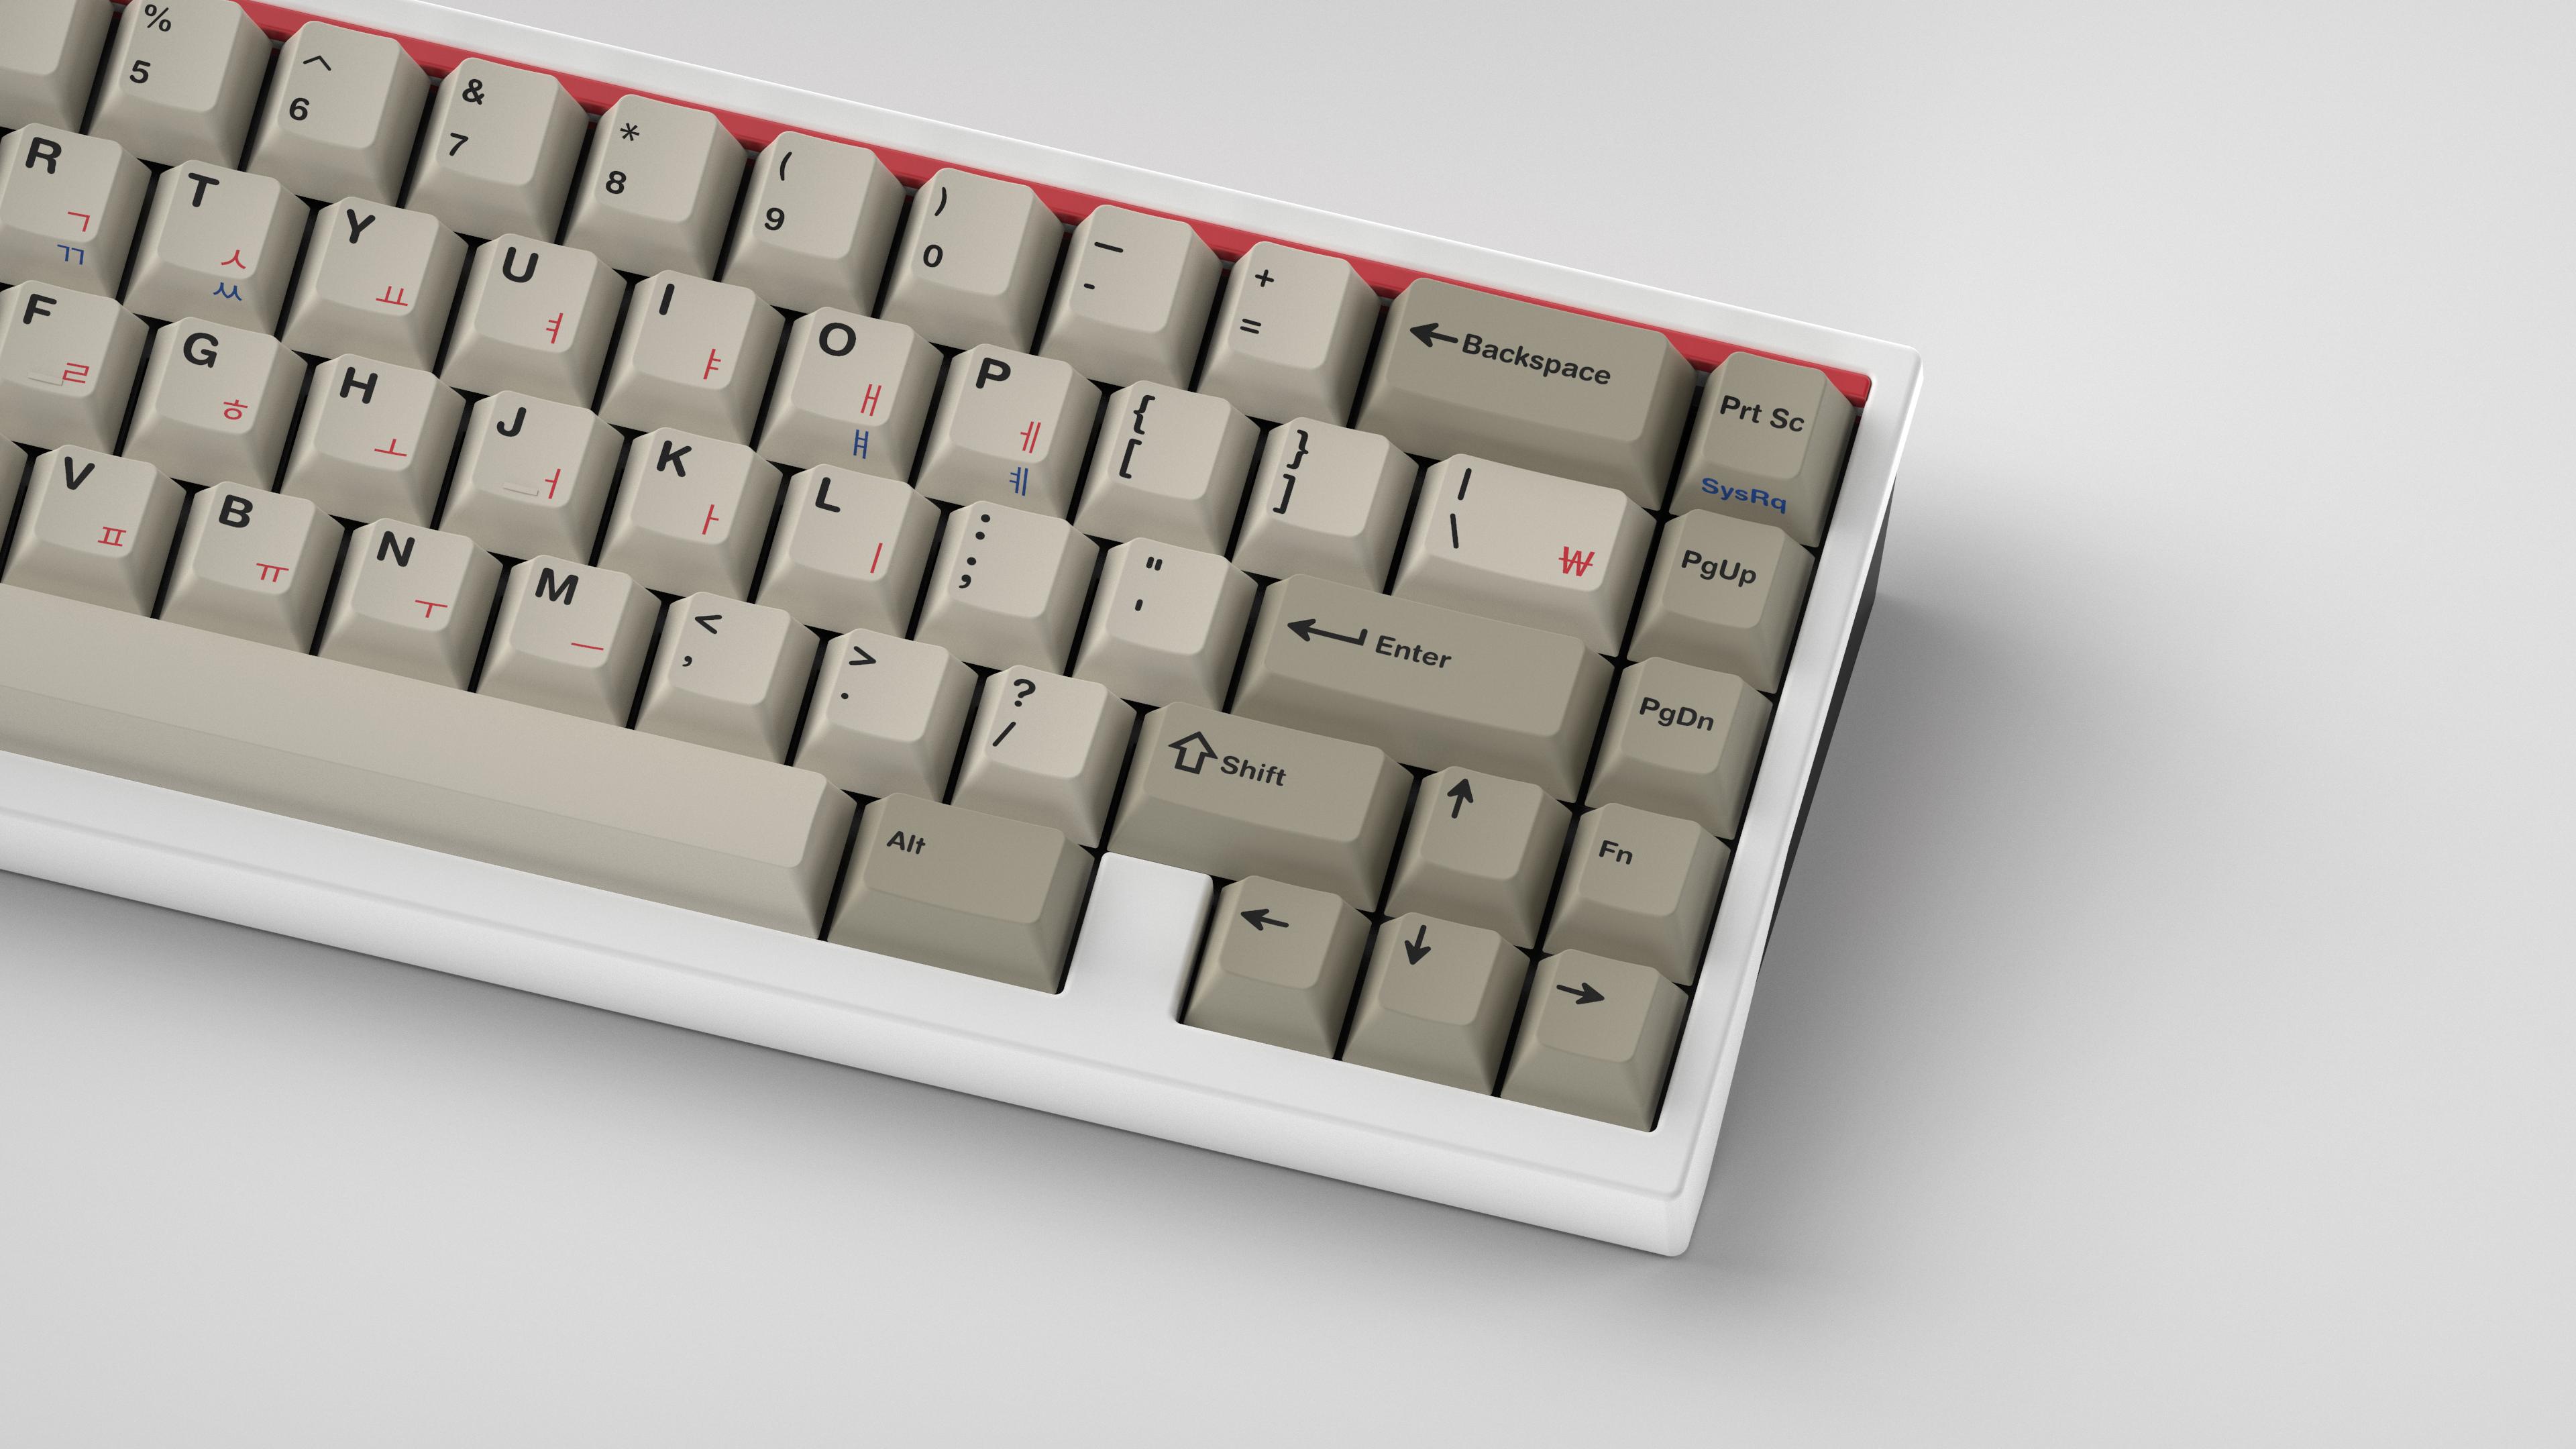 %
5
^
6
&
7
*
8
(
9
)
0
_
-
+
=
←Backspace
Prt Sc
SysRq
R
ㄱ
ㄲ
T
ㅅ
ㅆ
Y
ㅛ
U
ㅕ
I
ㅑ
O
ㅐ
ㅒ
P
ㅔ
ㅖ
{
[
}
]
|
\
₩
PgUp
F
ㄹ
G
ㅎ
H
ㅗ
J
ㅓ
K
ㅏ
L
ㅣ
:
;
"
'
↵ Enter
PgDn
V
ㅍ
B
ㅠ
N
ㅜ
M
ㅡ
<
,
>
.
?
/
⇧Shift
↑
Fn
Alt
←
↓
→